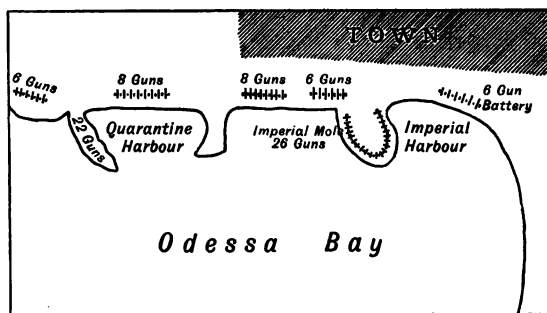 TOWN
6 Guns
8 Guns
8 Guns
6 Guns
6 Gun
Battery
22 Guns
Quarantine
Harbour
Imperial Mole
26 Guns
Imperial
Harbour
Odessa Bay